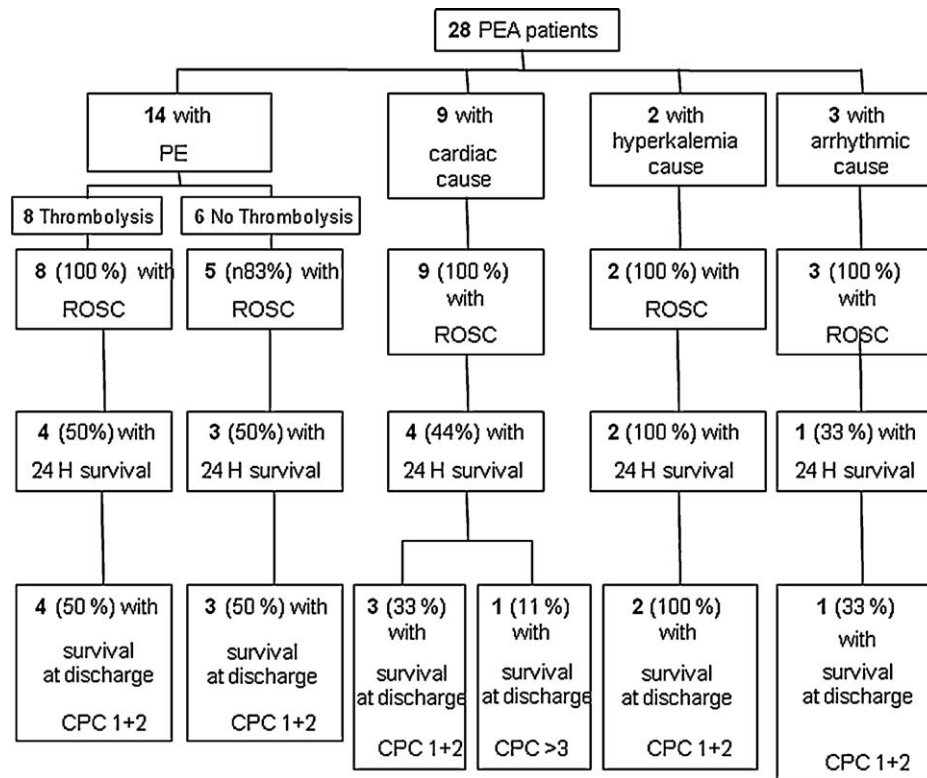 28 PEA patients
14 with
PE
9 with
cardiac
cause
2 with
hyperkalemia
cause
3 with
arrhythmic
cause
8 Thrombolysis
6 No Thrombolysis
8 (100 %) with
ROSC
5 (n83%) with
ROSC
9 (100 %)
with
ROSC
2 (100 %) with
ROSC
3 (100 %)
with
ROSC
4 (50%) with
24 H survival
3 (50%) with
24 H survival
4 (44%) with
24 H survival
2 (100 %) with
24 H survival
1 (33 %) with
24 H survival
4 (50 %) with
survival
at discharge
CPC 1+2
3 (50 %) with
survival
at discharge
CPC 1+2
3 (33 %)
with
survival
at discharge
CPC 1+2
1 (11 %)
with
survival
at discharge
CPC >3
2 (100 %)
with
survival
at discharge
CPC 1+2
1 (33%)
with
survival
at discharge
CPC 1+2